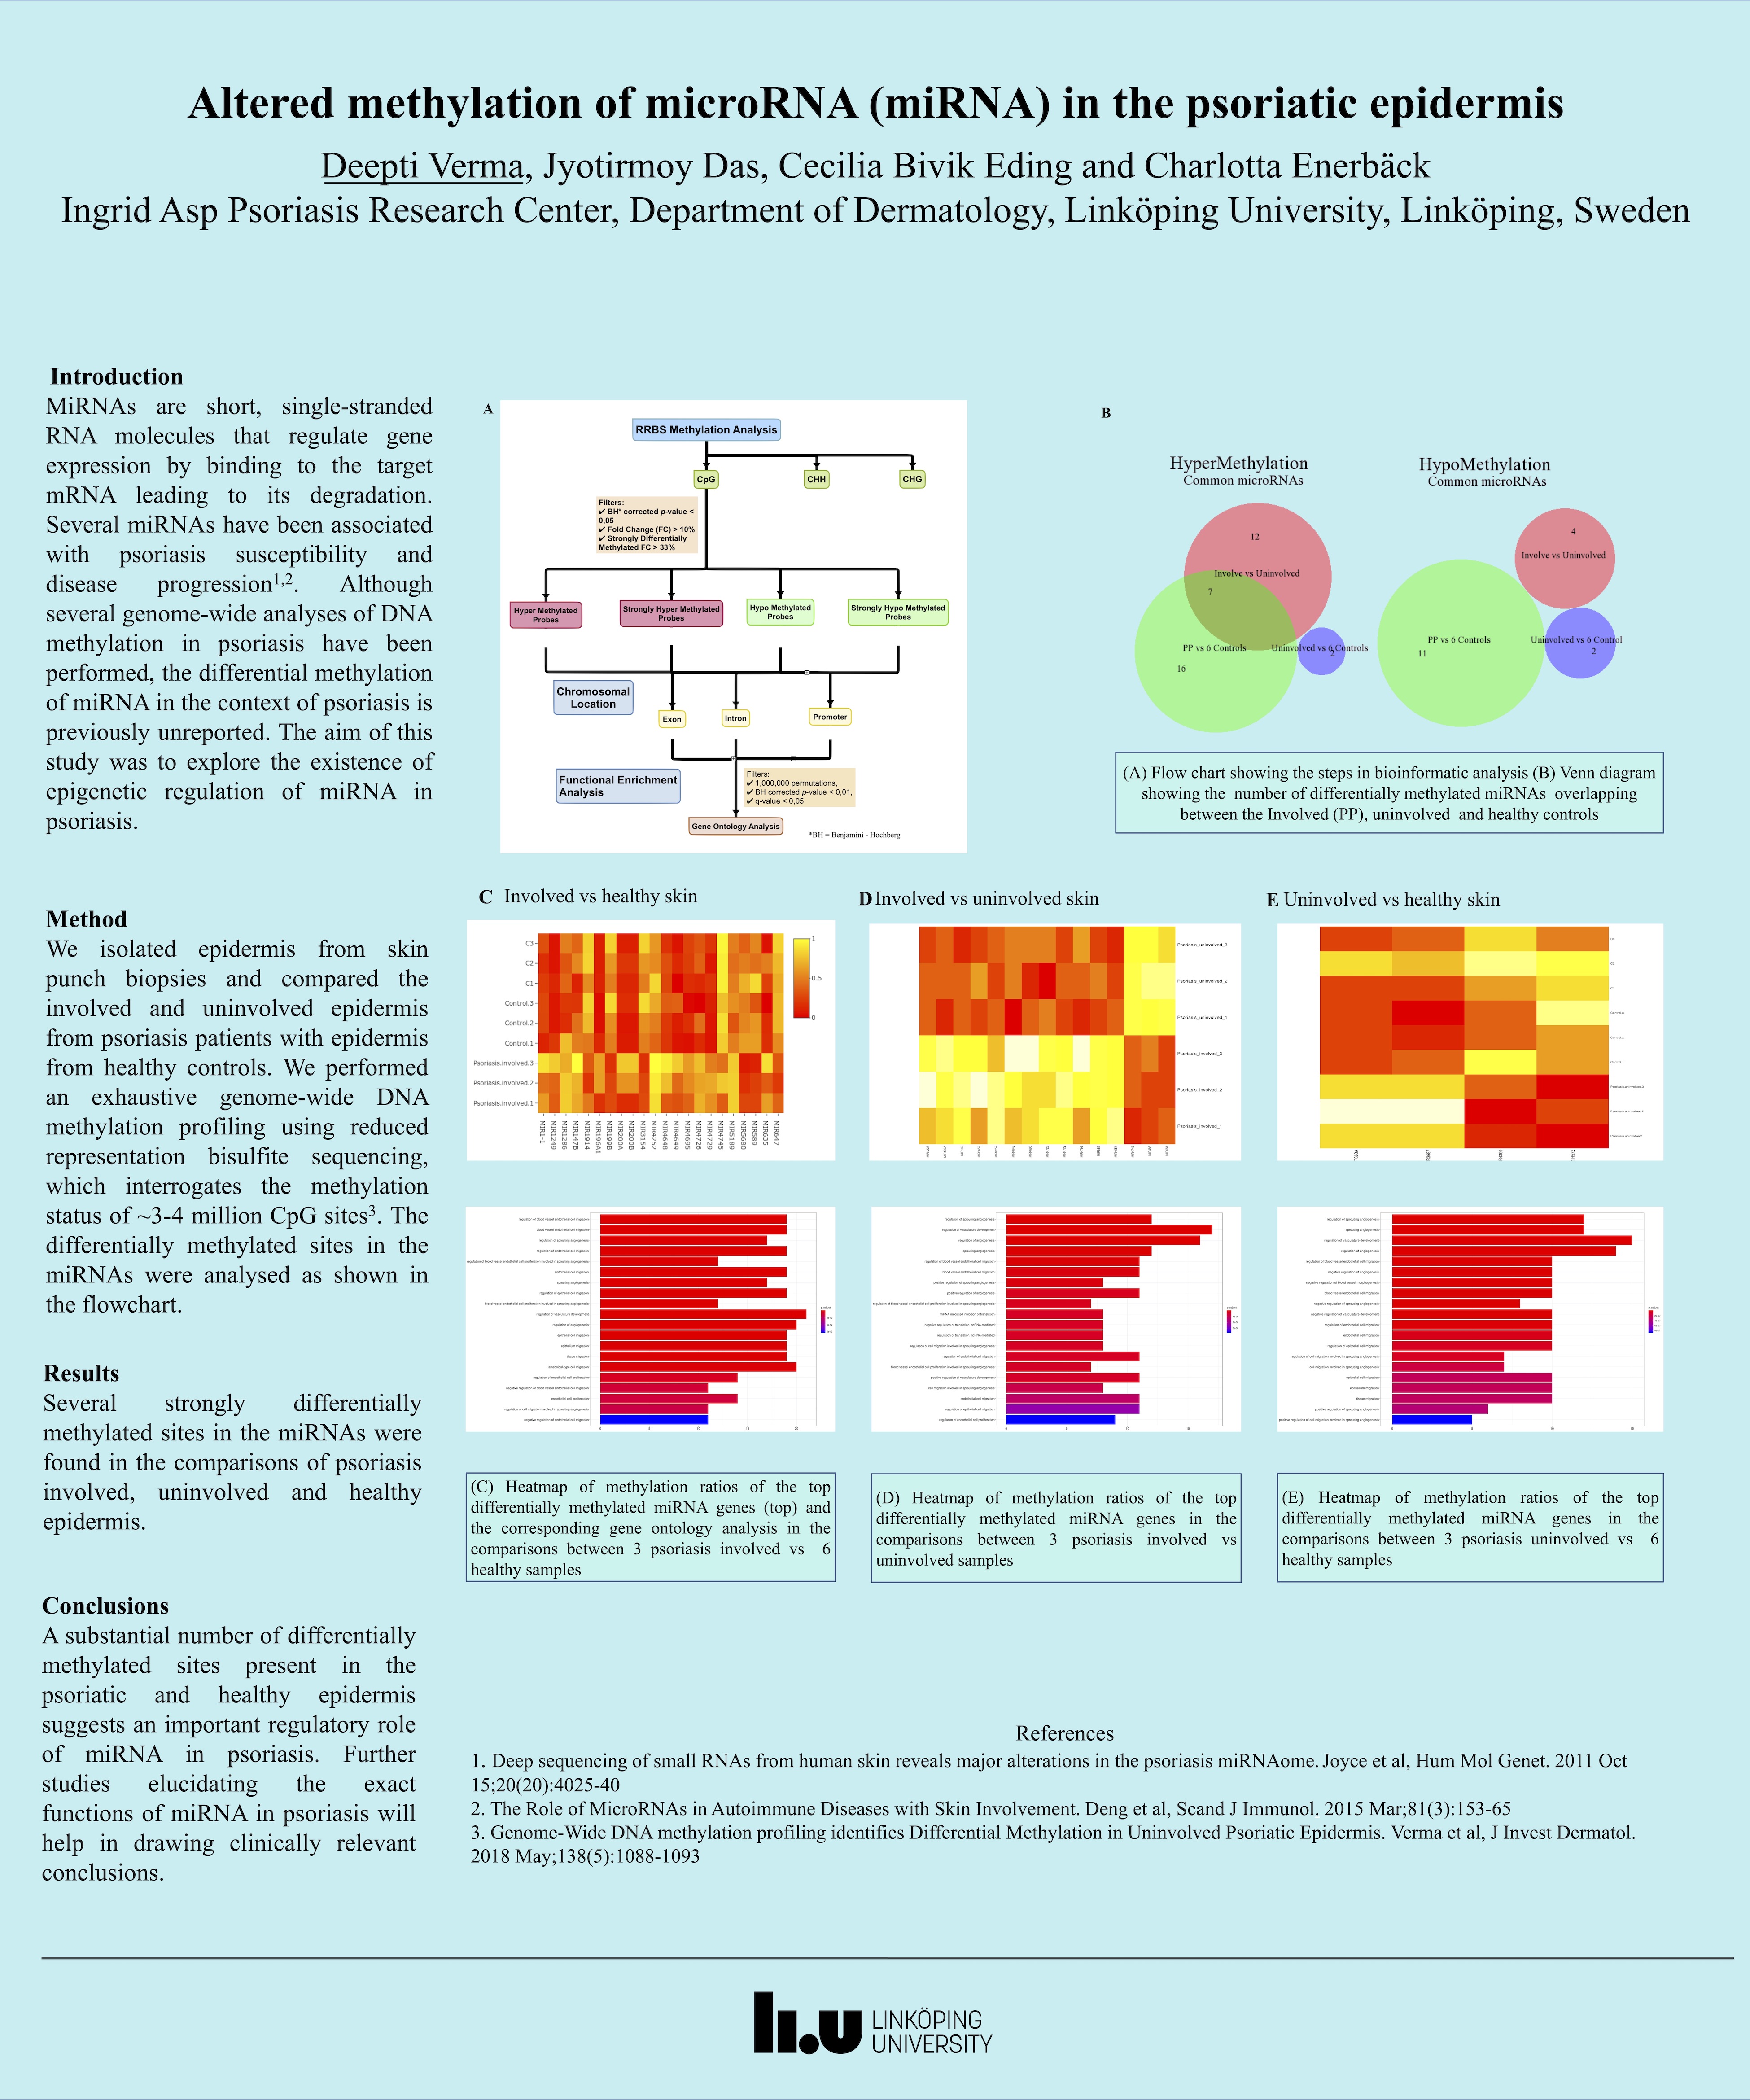 Altered methylation of microRNA (miRNA) in the psoriatic epidermis
Deepti Verma, Jyotirmoy Das, Cecilia Bivik Eding and Charlotta Enerbäck
Ingrid Asp Psoriasis Research Center, Department of Dermatology, Linköping University, Linköping, Sweden
Introduction
MiRNAs are short, single-stranded
RNA molecules that regulate gene
expression by binding to the target
mRNA leading to its degradation.
Several miRNAs have been associated
with psoriasis susceptibility and
disease progression1,2. Although
several genome-wide analyses of DNA
methylation in psoriasis have been
performed, the differential methylation
of miRNA in the context of psoriasis is
previously unreported. The aim of this
study was to explore the existence of
epigenetic regulation of miRNA in
psoriasis.
Method
We isolated epidermis from skin
punch biopsies and compared the
involved and uninvolved epidermis
from psoriasis patients with epidermis
from healthy controls. We performed
an exhaustive genome-wide DNA
methylation profiling using reduced
representation bisulfite sequencing,
which interrogates the methylation
status of ~3-4 million CpG sites3. The
differentially methylated sites in the
miRNAs were analysed as shown in
the flowchart.
Results
Several strongly differentially
methylated sites in the miRNAs were
found in the comparisons of psoriasis
involved, uninvolved and healthy
epidermis.
Conclusions
A substantial number of differentially
methylated sites present in the
psoriatic and healthy epidermis
suggests an important regulatory role
of miRNA in psoriasis. Further
studies elucidating the exact
functions of miRNA in psoriasis will
help in drawing clinically relevant
conclusions.
A
RRBS Methylation Analysis
CpG
CHH
CHG
Filters:
✔ BH* corrected p-value <
0,05
✔ Fold Change (FC) > 10%
✔ Strongly Differentially
Methylated FC > 33%
Hyper Methylated
Probes
Strongly Hyper Methylated
Probes
Hypo Methylated
Probes
Strongly Hypo Methylated
Probes
Chromosomal
Location
Exon
Intron
Promoter
Functional Enrichment
Analysis
Filters:
✔ 1,000,000 permutations,
✔ BH corrected p-value < 0,01,
✔ q-value < 0,05
Gene Ontology Analysis
*BH = Benjamini - Hochberg
B
HyperMethylation
Common microRNAs
12
Involve vs Uninvolved
7
PP vs 6 Controls
16
Uninvolved vs 6 Controls
2
HypoMethylation
Common microRNAs
4
Involve vs Uninvolved
PP vs 6 Controls
11
Uninvolved vs 6 Control
2
(A) Flow chart showing the steps in bioinformatic analysis (B) Venn diagram
showing the number of differentially methylated miRNAs overlapping
between the Involved (PP), uninvolved and healthy controls
C Involved vs healthy skin
C3
C2
C1
Control.3
Control.2
Control.1
Psoriasis.involved.3
Psoriasis.involved.2
Psoriasis.involved.1
1
0.5
0
MIR1-1
MIR1249
MIR1286
MIR147B
MIR1914
MIR196A1
MIR199B
MIR200A
MIR200B
MIR3154
MIR4252
MIR4648
MIR4649
MIR4695
MIR4726
MIR4729
MIR4745
MIR5189
MIR5680
MIR635
MIR647
D Involved vs uninvolved skin
Psoriasis_uninvolved_3
Psoriasis_uninvolved_2
Psoriasis_uninvolved_1
Psoriasis_involved_3
Psoriasis_involved_2
Psoriasis_involved_1
E Uninvolved vs healthy skin
(C) Heatmap of methylation ratios of the top
differentially methylated miRNA genes (top) and
the corresponding gene ontology analysis in the
comparisons between 3 psoriasis involved vs 6
healthy samples
(D) Heatmap of methylation ratios of the top
differentially methylated miRNA genes in the
comparisons between 3 psoriasis involved vs
uninvolved samples
(E) Heatmap of methylation ratios of the top
differentially methylated miRNA genes in the
comparisons between 3 psoriasis uninvolved vs 6
healthy samples
References
1. Deep sequencing of small RNAs from human skin reveals major alterations in the psoriasis miRNAome. Joyce et al, Hum Mol Genet. 2011 Oct
15;20(20):4025-40
2. The Role of MicroRNAs in Autoimmune Diseases with Skin Involvement. Deng et al, Scand J Immunol. 2015 Mar;81(3):153-65
3. Genome-Wide DNA methylation profiling identifies Differential Methylation in Uninvolved Psoriatic Epidermis. Verma et al, J Invest Dermatol.
2018 May;138(5):1088-1093
li.u LINKÖPING
UNIVERSITY